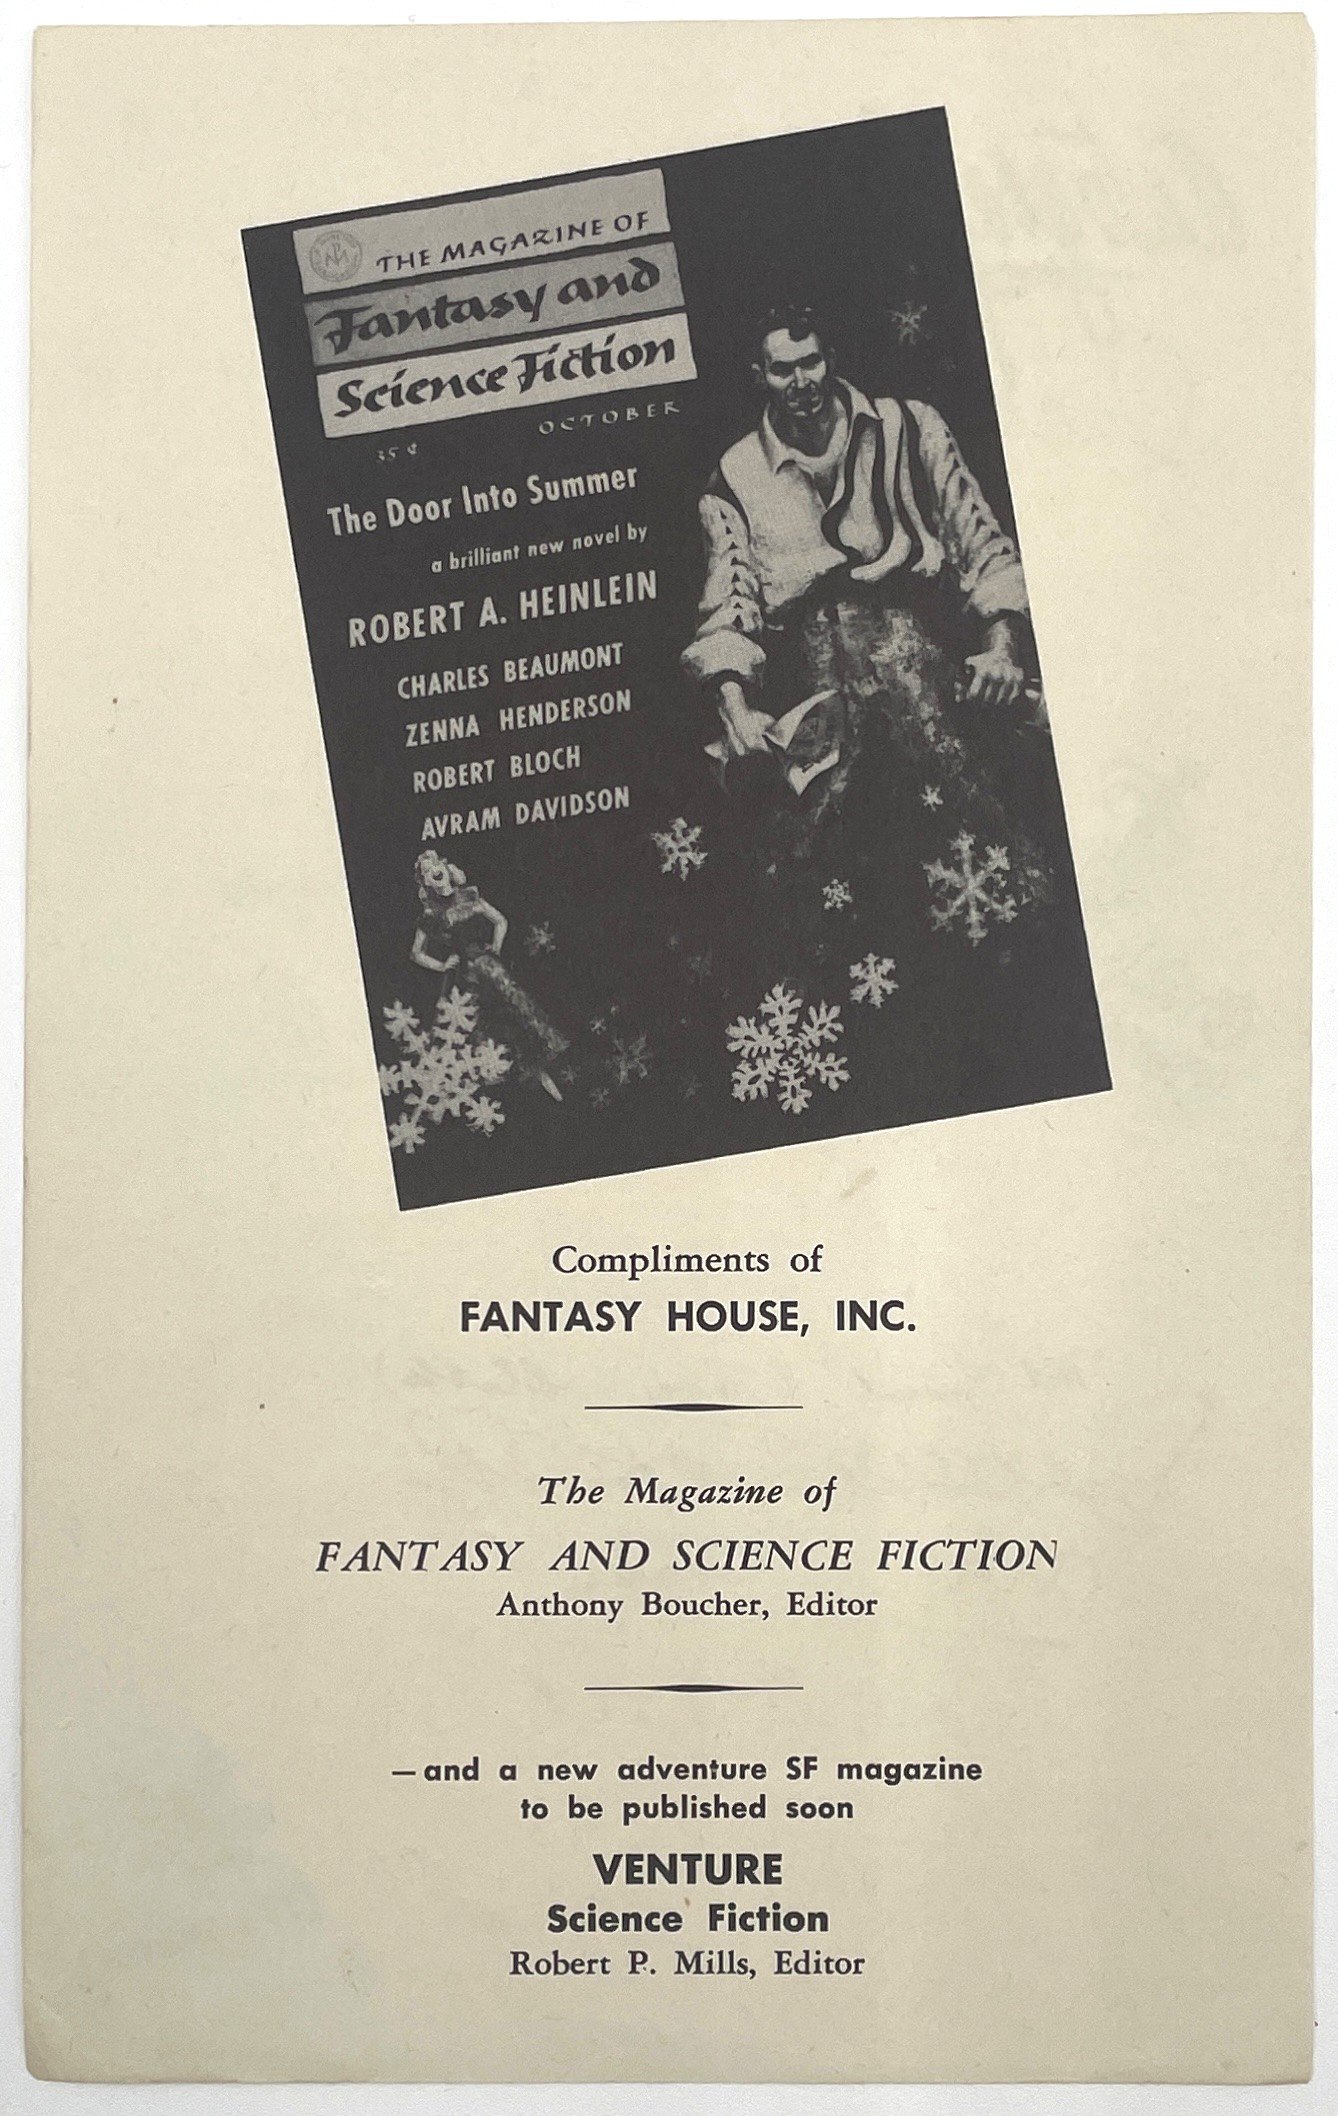 THE MAGAZINE OF
Fantasy and
Science Fiction
OCTOBER
35¢
The Door Into Summer
a brilliant new novel by
ROBERT A. HEINLEIN
CHARLES BEAUMONT
ZENNA HENDERSON
ROBERT BLOCH
AVRAM DAVIDSON
Compliments of
FANTASY HOUSE, INC.
The Magazine of
FANTASY AND SCIENCE FICTION
Anthony Boucher, Editor
—and a new adventure SF magazine
to be published soon
VENTURE
Science Fiction
Robert P. Mills, Editor